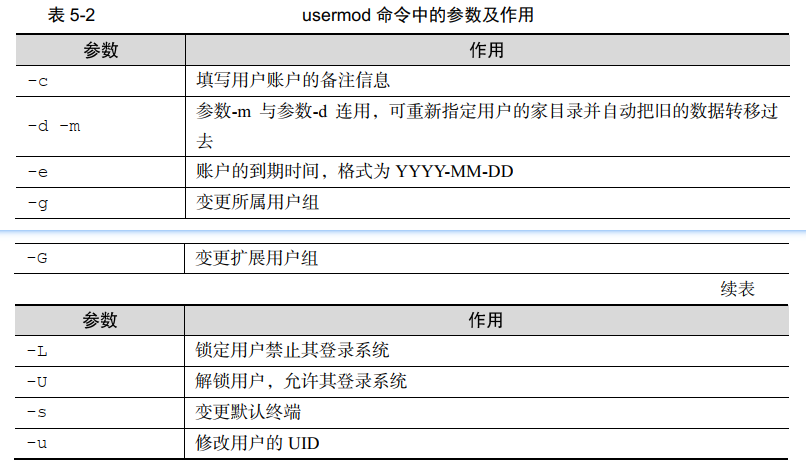 表 5-2 usermod 命令中的参数及作用
参数 作用
-c 填写用户账户的备注信息
-d -m 参数-m 与参数-d 连用，可重新指定用户的家目录并自动把旧的数据转移过
去
-e 账户的到期时间，格式为 YYYY-MM-DD
-g 变更所属用户组
-G 变更扩展用户组
续表
参数 作用
-L 锁定用户禁止其登录系统
-U 解锁用户，允许其登录系统
-s 变更默认终端
-u 修改用户的 UID